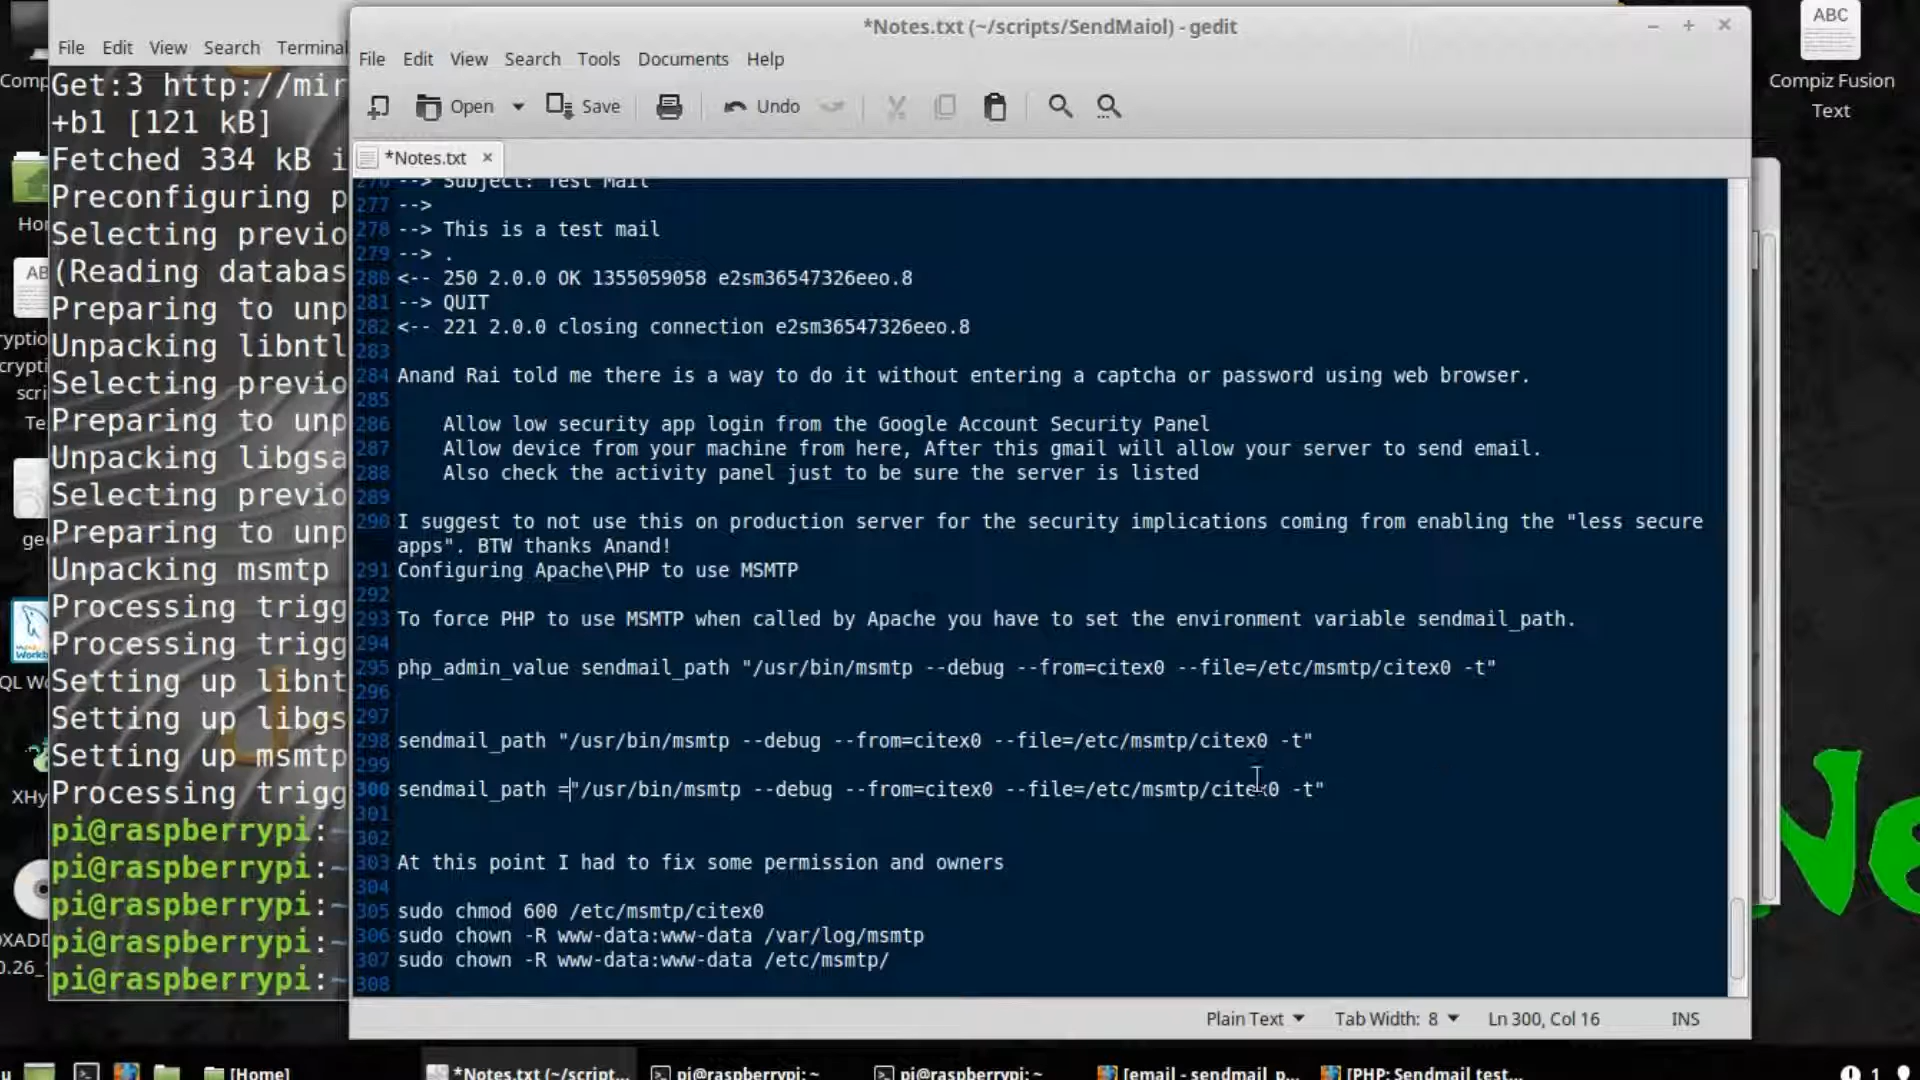 *Notes.txt (~/scripts/SendMaiol) - gedit
File Edit View Search Terminal
File Edit View Search Tools Documents Help
Open Save Undo
*Notes.txt
ABC
Compiz Fusion
Text
Get:3 http://mir
+b1 [121 kB]
Fetched 334 kB i
Preconfiguring p
Selecting previo
(Reading databas
Preparing to unp
Unpacking libntl
Selecting previo
Preparing to unp
Unpacking libgsa
Selecting previo
Preparing to unp
Unpacking msmtp
Processing trigg
Processing trigg
Setting up libnt
Setting up libgs
Setting up msmtp
Processing trigg
pi@raspberrypi:~
pi@raspberrypi:~
pi@raspberrypi:~
pi@raspberrypi:~
pi@raspberrypi:~
276 --> Subject: Test Mail
277 -->
278 --> This is a test mail
279 --> .
280 <-- 250 2.0.0 OK 1355059058 e2sm36547326eeo.8
281 --> QUIT
282 <-- 221 2.0.0 closing connection e2sm36547326eeo.8
283
284 Anand Rai told me there is a way to do it without entering a captcha or password using web browser.
285
286 Allow low security app login from the Google Account Security Panel
287 Allow device from your machine from here, After this gmail will allow your server to send email.
288 Also check the activity panel just to be sure the server is listed
289
290 I suggest to not use this on production server for the security implications coming from enabling the "less secure
apps". BTW thanks Anand!
291 Configuring Apache\PHP to use MSMTP
292
293 To force PHP to use MSMTP when called by Apache you have to set the environment variable sendmail_path.
294
295 php_admin_value sendmail_path "/usr/bin/msmtp --debug --from=citex0 --file=/etc/msmtp/citex0 -t"
296
297
298 sendmail_path "/usr/bin/msmtp --debug --from=citex0 --file=/etc/msmtp/citex0 -t"
299
300 sendmail_path ="/usr/bin/msmtp --debug --from=citex0 --file=/etc/msmtp/citex0 -t"
301
302
303 At this point I had to fix some permission and owners
304
305 sudo chmod 600 /etc/msmtp/citex0
306 sudo chown -R www-data:www-data /var/log/msmtp
307 sudo chown -R www-data:www-data /etc/msmtp/
308
Plain Text Tab Width: 8 Ln 300, Col 16 INS
[Home] *Notes.txt (~/script... pi@raspberrypi: ~ pi@raspberrypi: ~ [email - sendmail_p... [PHP: Sendmail test... 1